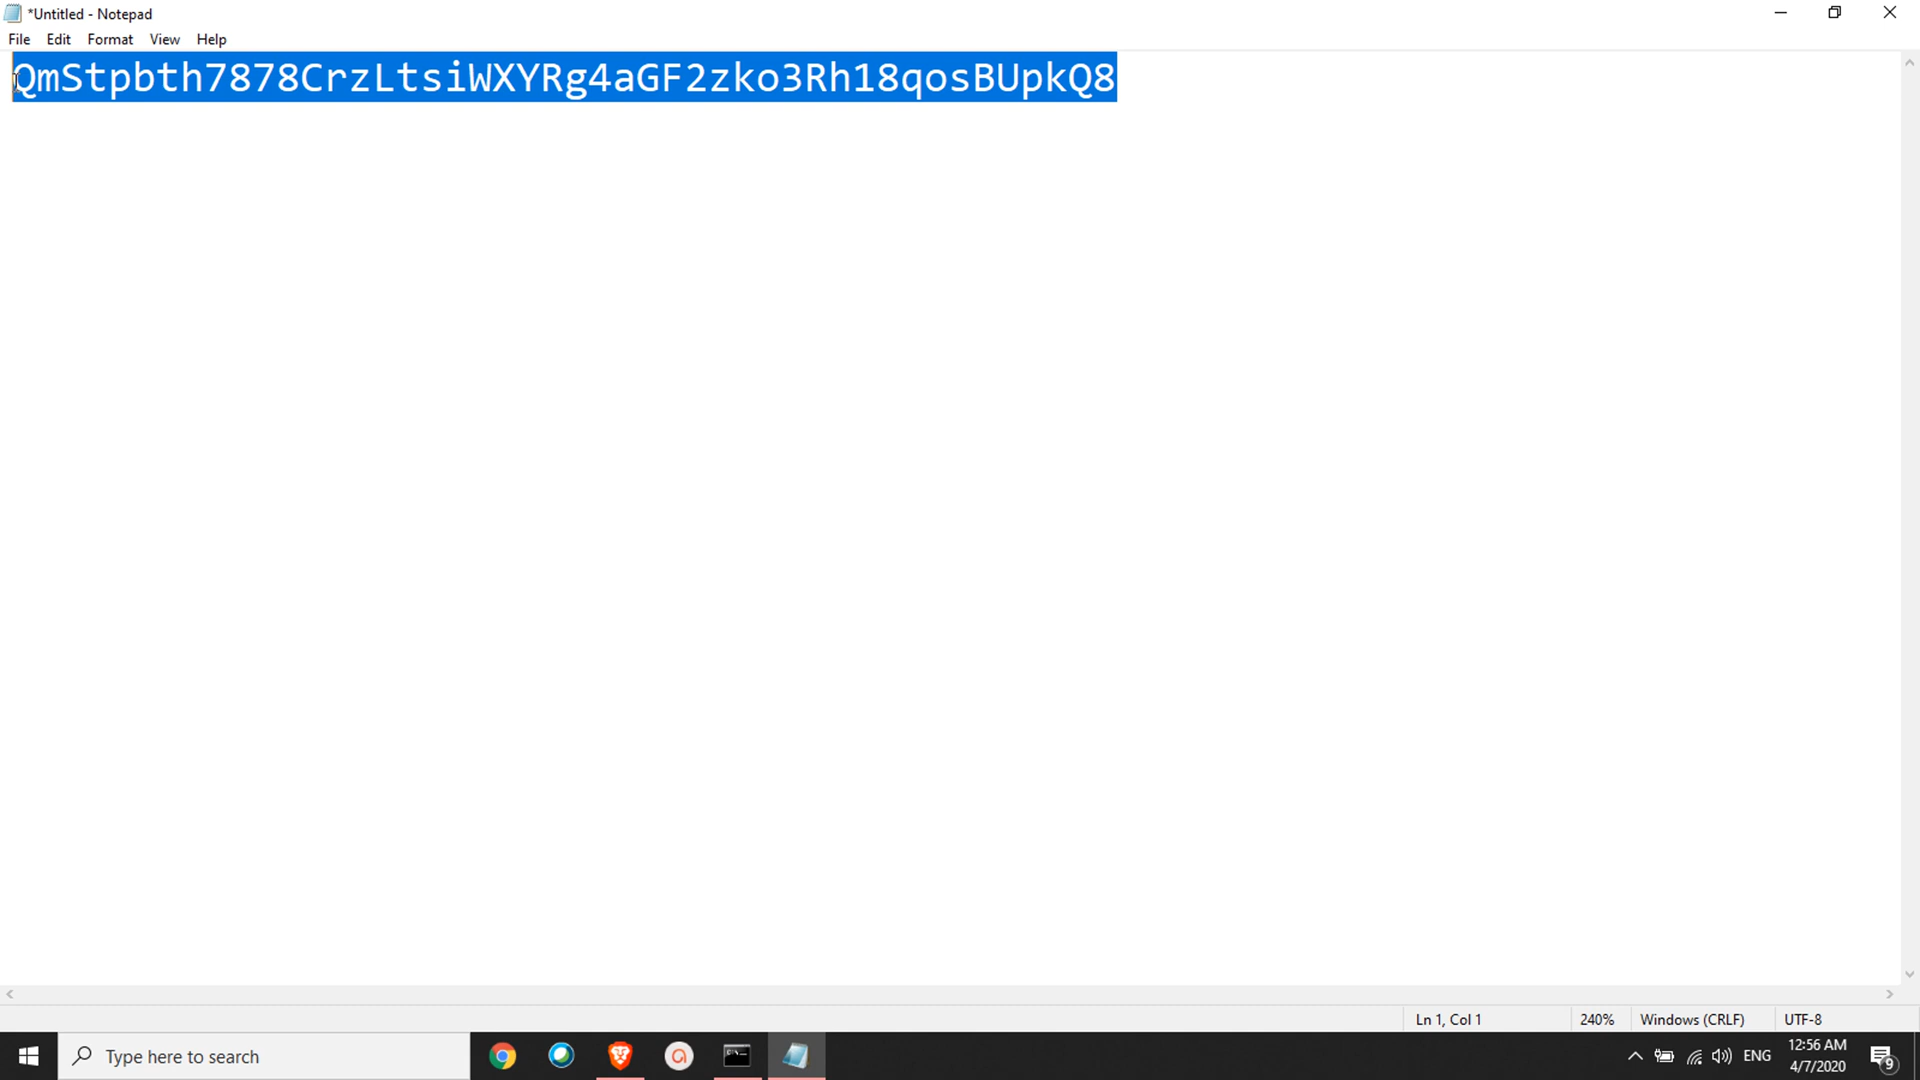 *Untitled - Notepad
File Edit Format View Help
QmStpbth7878CrzLtsiWXYRg4aGF2zko3Rh18qosBUpkQ8
Ln 1, Col 1 240% Windows (CRLF) UTF-8
Type here to search
ENG
12:56 AM
4/7/2020
9